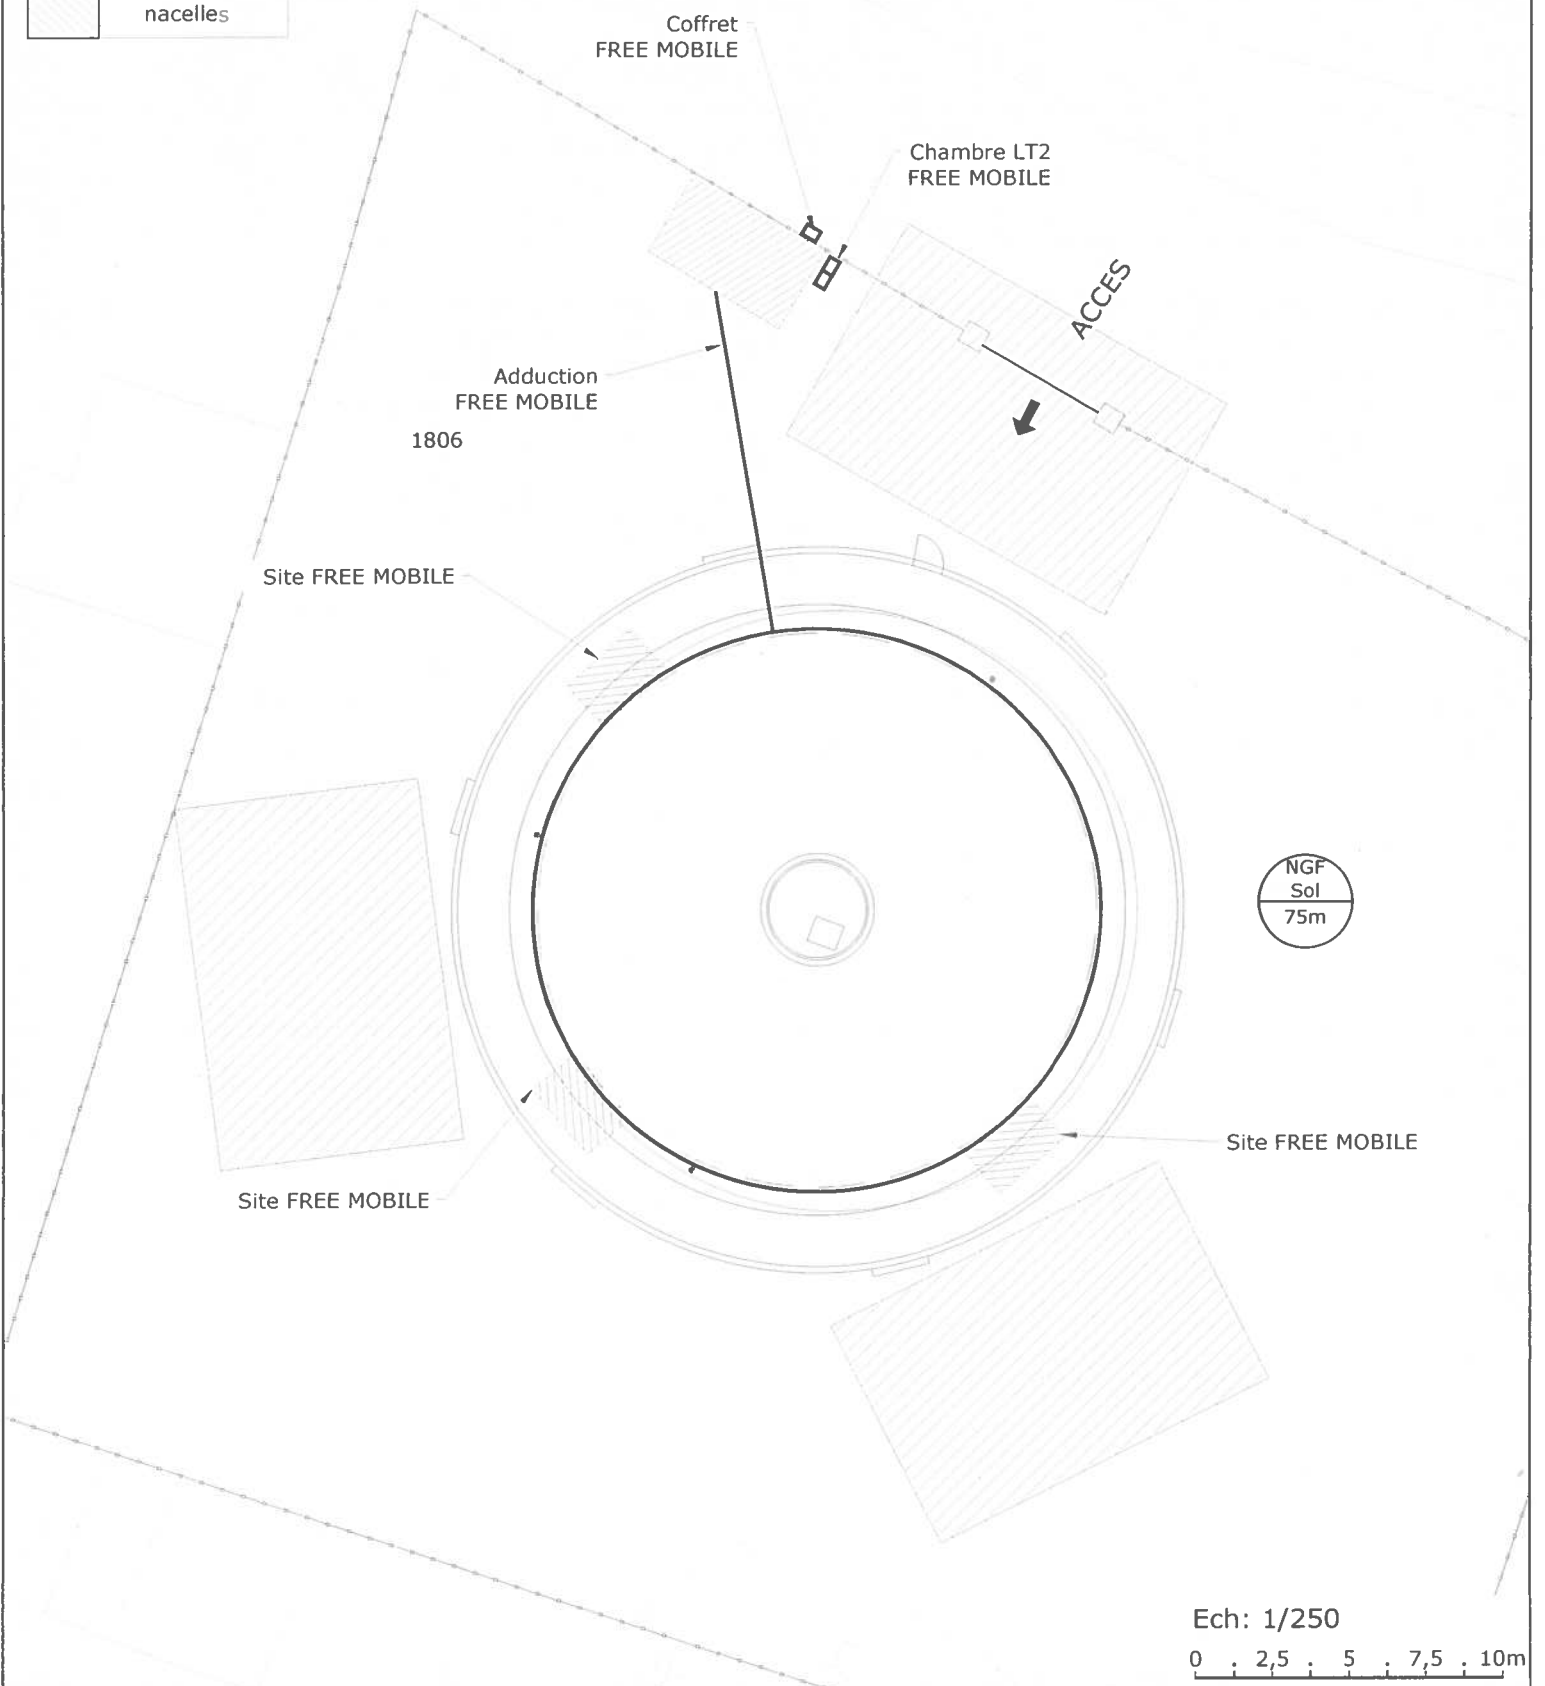 nacelles
Coffret
FREE MOBILE
Chambre LT2
FREE MOBILE
ACCES
Adduction
FREE MOBILE
1806
Site FREE MOBILE
NGF
Sol
75m
Site FREE MOBILE
Site FREE MOBILE
Ech: 1/250
0 . 2,5 . 5 . 7,5 . 10m